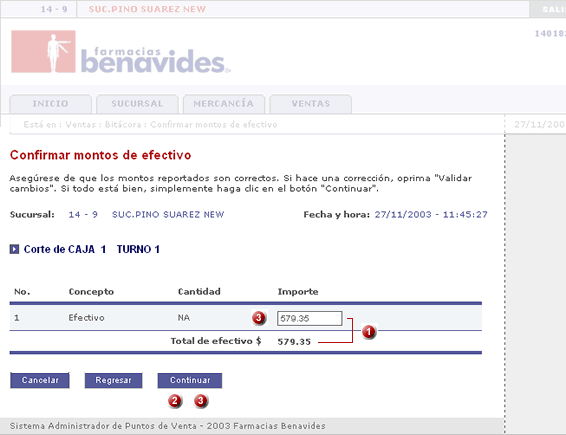 14 - 9 SUC.PINO SUAREZ NEW
farmacias
benavides
INICIO SUCURSAL MERCANCÍA VENTAS
Está en : Ventas : Bitácora : Confirmar montos de efectivo
Confirmar montos de efectivo
Asegúrese de que los montos reportados son correctos. Si hace una corrección, oprima "Validar
cambios". Si todo está bien, simplemente haga clic en el botón "Continuar".
Sucursal: 14 - 9 SUC.PINO SUAREZ NEW Fecha y hora: 27/11/2003 - 11:45:27
Corte de CAJA 1 TURNO 1
No. Concepto Cantidad Importe
1 Efectivo NA 3 579.35
1
Total de efectivo $ 579.35
Cancelar Regresar Continuar
2 3
Sistema Administrador de Puntos de Venta - 2003 Farmacias Benavides